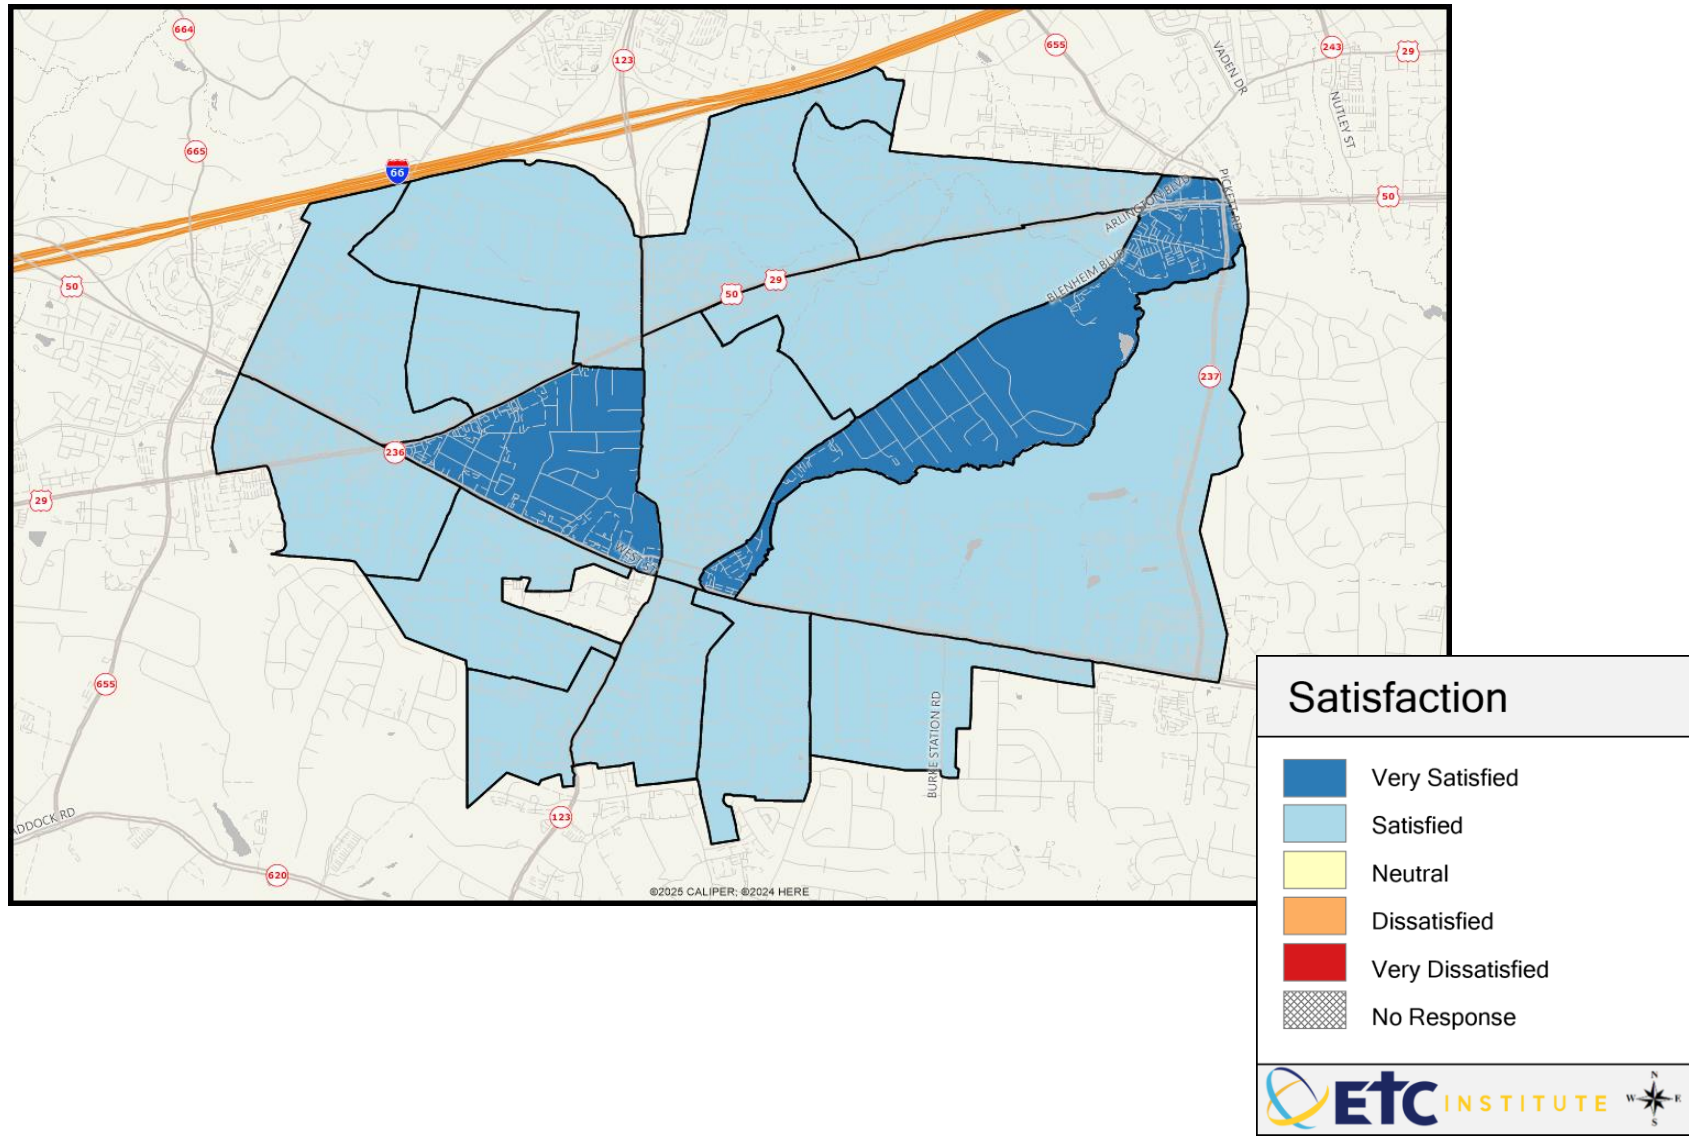 664
123
655
243
29
VADEN DR
NUTLEY ST
665
66
PICKETT RD
50
ARLINGTON BLVD
50
29
50
BLENHEIM BLVD
237
236
29
WEST ST
655
BURKE STATION RD
123
ADDOCK RD
620
©2025 CALIPER; ©2024 HERE
Satisfaction
Very Satisfied
Satisfied
Neutral
Dissatisfied
Very Dissatisfied
No Response
ETC INSTITUTE
N
W E
S